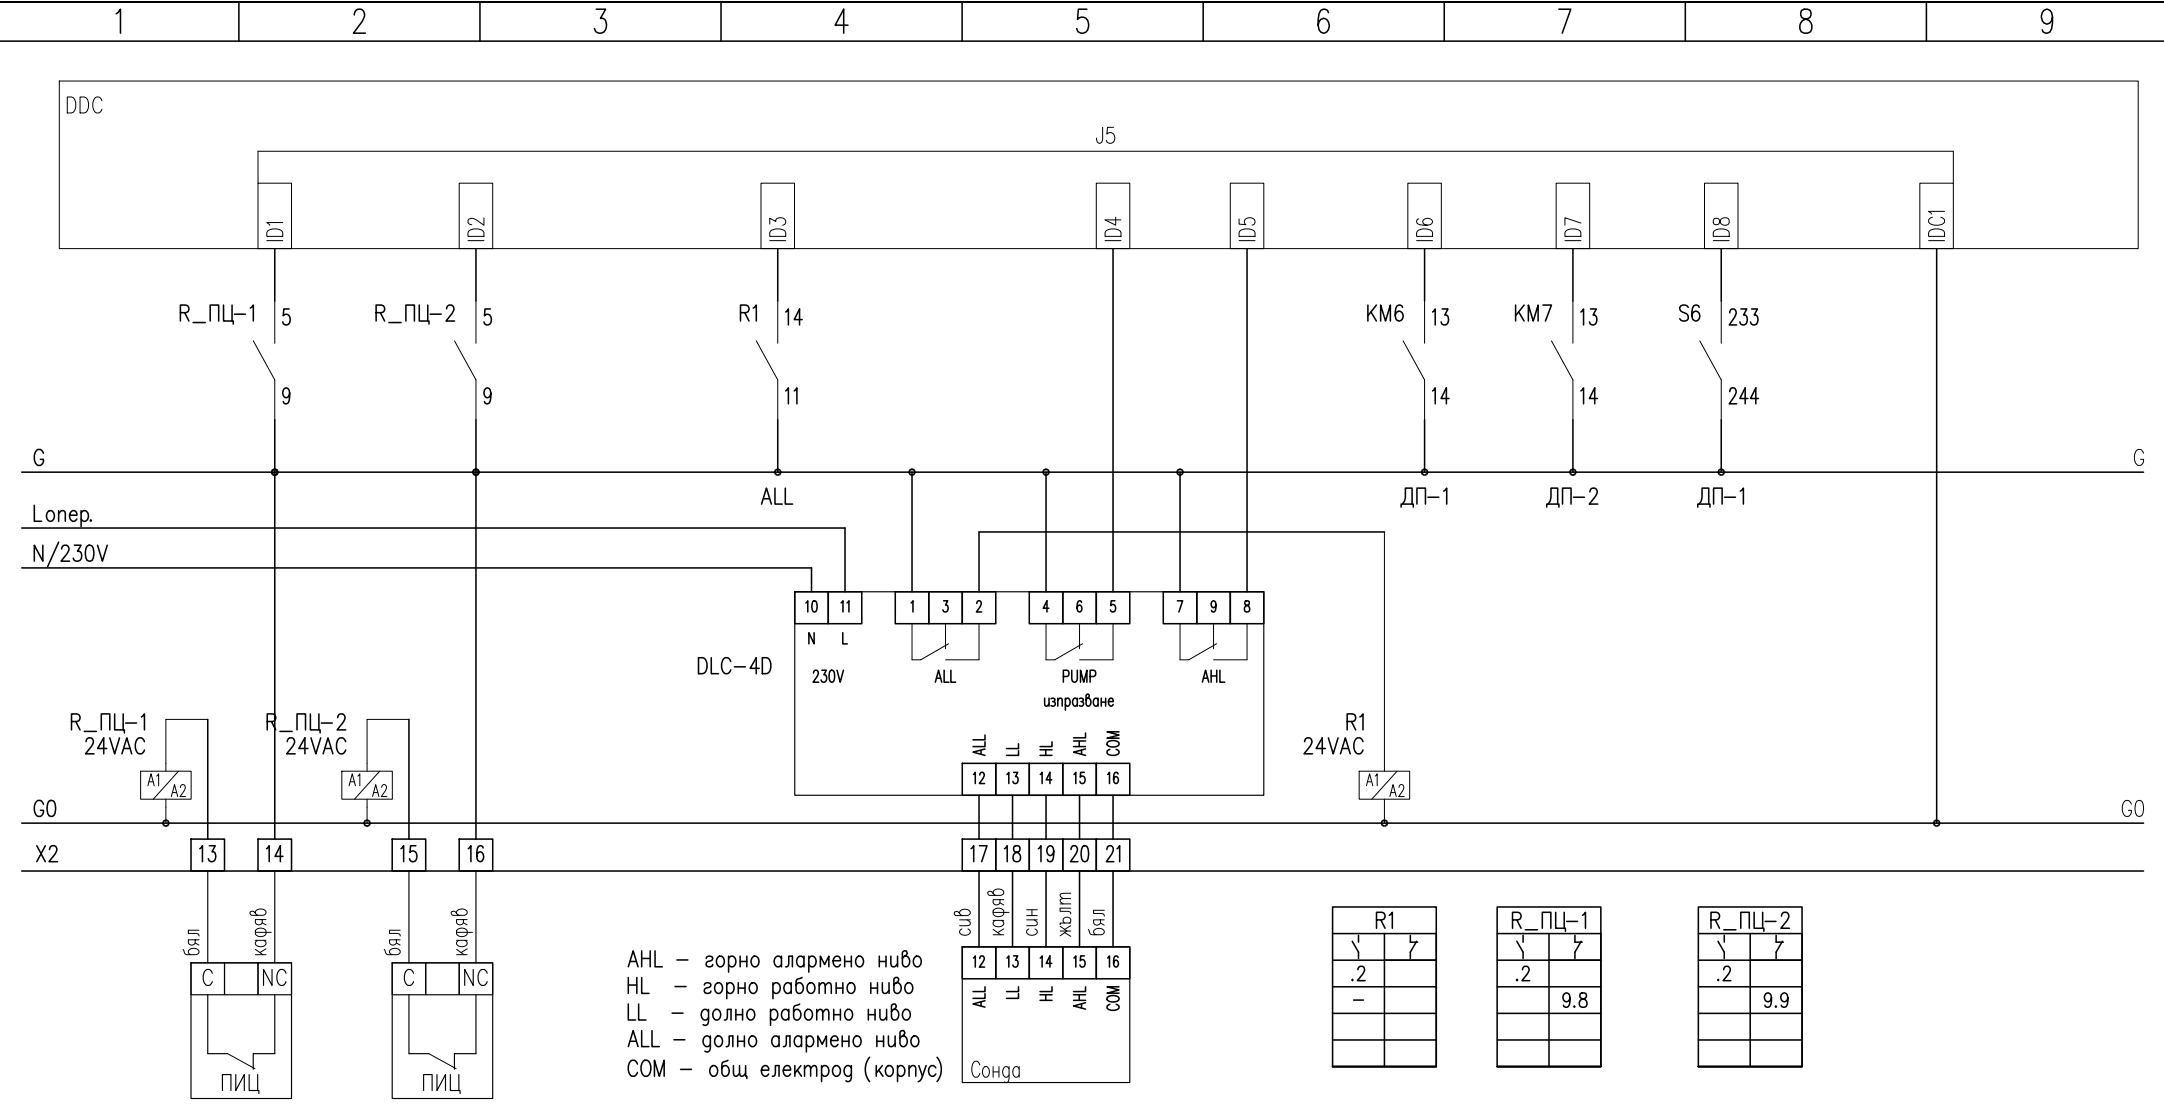 1 2 3 4 5 6 7 8 9
DDC
J5
ID1 ID2 ID3 ID4 ID5 ID6 ID7 ID8 IDC1
R_ПЦ-1 5 R_ПЦ-2 5 R1 14 КМ6 13 КМ7 13 S6 233
9 9 11 14 14 244
G G
ALL ДП-1 ДП-2 ДП-1
Lопер.
N/230V
10 11 1 3 2 4 6 5 7 9 8
N L
DLC-4D 230V ALL PUMP AHL
изпразване
R_ПЦ-1 R_ПЦ-2 R1
24VAC 24VAC 24VAC
ALL LL HL AHL COM
A1/A2 A1/A2 12 13 14 15 16 A1/A2
G0 G0
X2 13 14 15 16 17 18 19 20 21
бял кафяв бял кафяв сив кафяв син жълт бял
C NC C NC 12 13 14 15 16
ALL LL HL AHL COM
ПИЦ ПИЦ Сонда
AHL - горно алармено ниво
HL - горно работно ниво
LL - долно работно ниво
ALL - долно алармено ниво
COM - общ електрод (корпус)
R1 R_ПЦ-1 R_ПЦ-2
.2 .2 .2
- 9.8 9.9